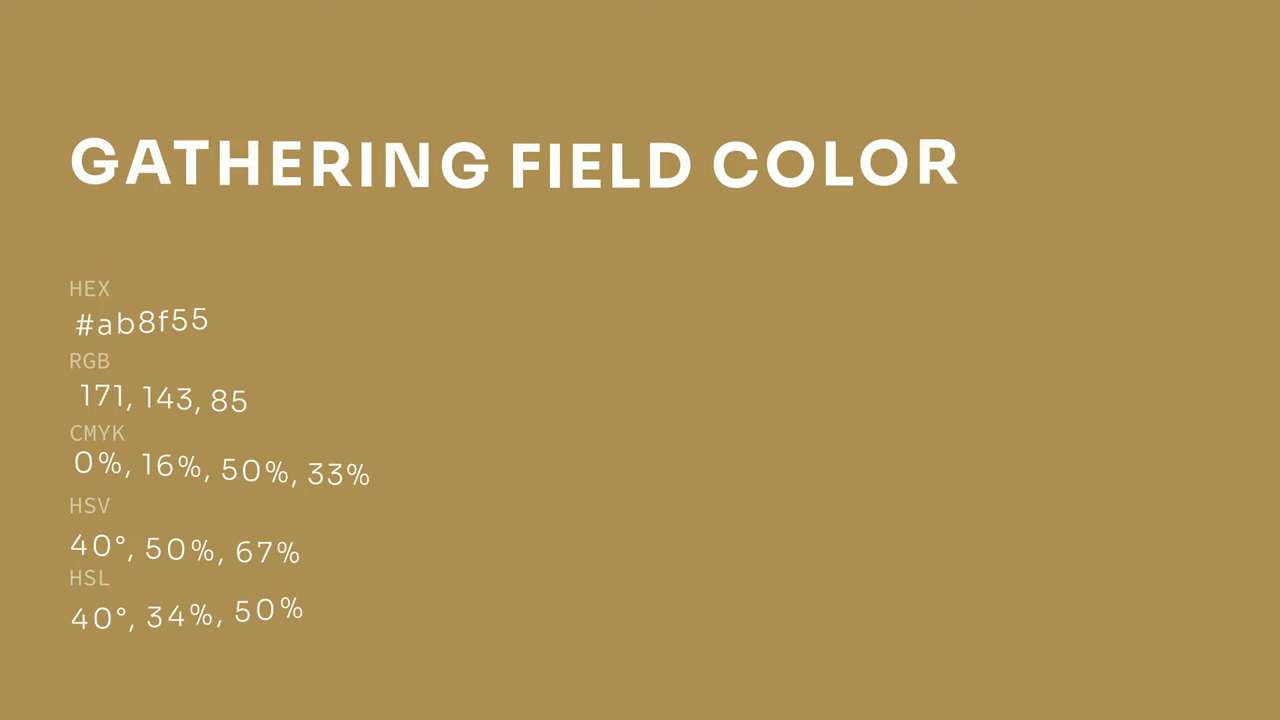 GATHERING FIELD COLOR
HEX
#ab8f55
RGB
171, 143, 85
CMYK
0%, 16%, 50%, 33%
HSV
40°, 50%, 67%
HSL
40°, 34%, 50%